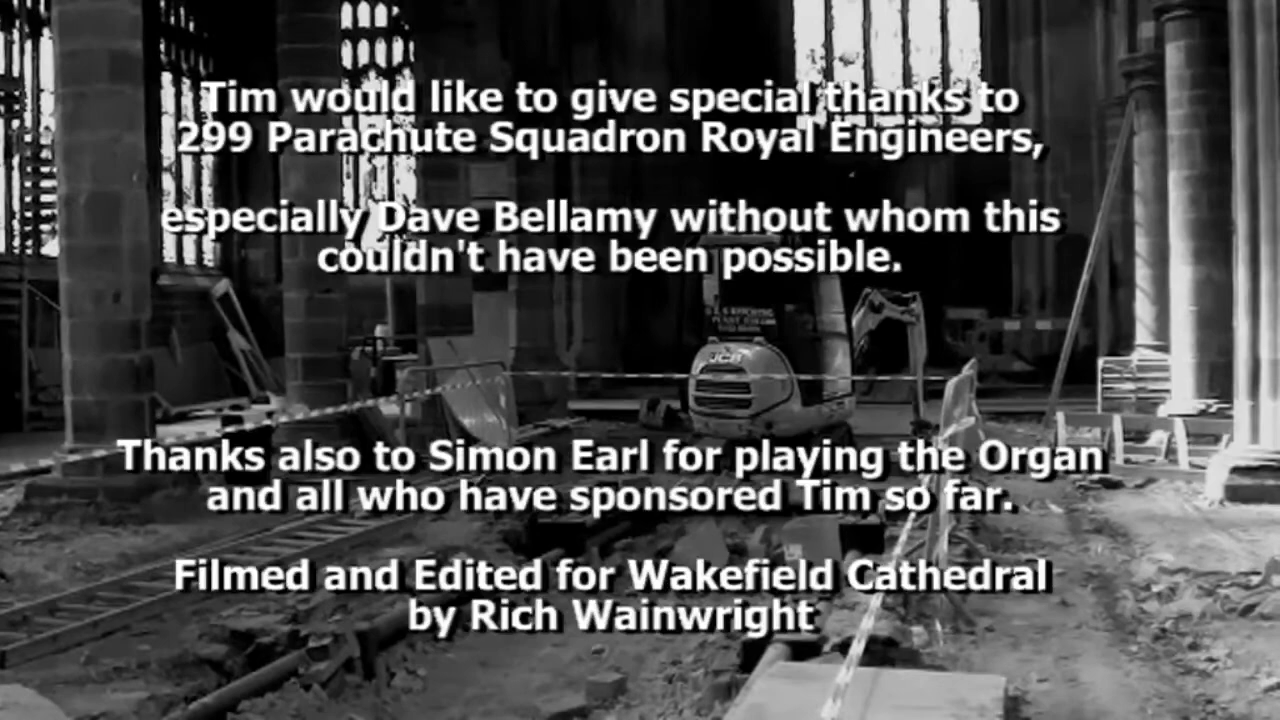 Tim would like to give special thanks to
299 Parachute Squadron Royal Engineers,
especially Dave Bellamy without whom this
couldn't have been possible.
JCB
Thanks also to Simon Earl for playing the Organ
and all who have sponsored Tim so far.
Filmed and Edited for Wakefield Cathedral
by Rich Wainwright